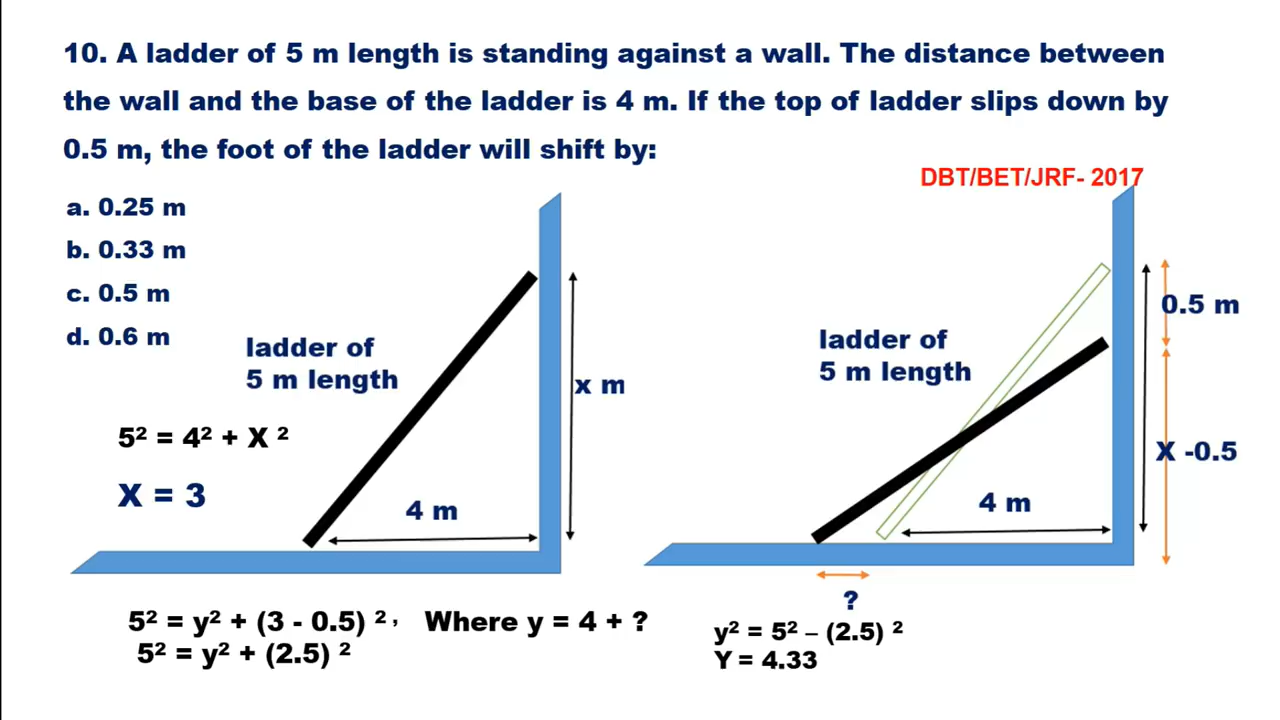 10. A ladder of 5 m length is standing against a wall. The distance between
the wall and the base of the ladder is 4 m. If the top of ladder slips down by
0.5 m, the foot of the ladder will shift by:
DBT/BET/JRF- 2017
a. 0.25 m
b. 0.33 m
c. 0.5 m
d. 0.6 m
ladder of
5 m length
x m
5² = 4² + X ²
X = 3
4 m
ladder of
5 m length
0.5 m
X -0.5
4 m
?
5² = y² + (3 - 0.5) ² , Where y = 4 + ?
5² = y² + (2.5) ²
y² = 5² – (2.5) ²
Y = 4.33